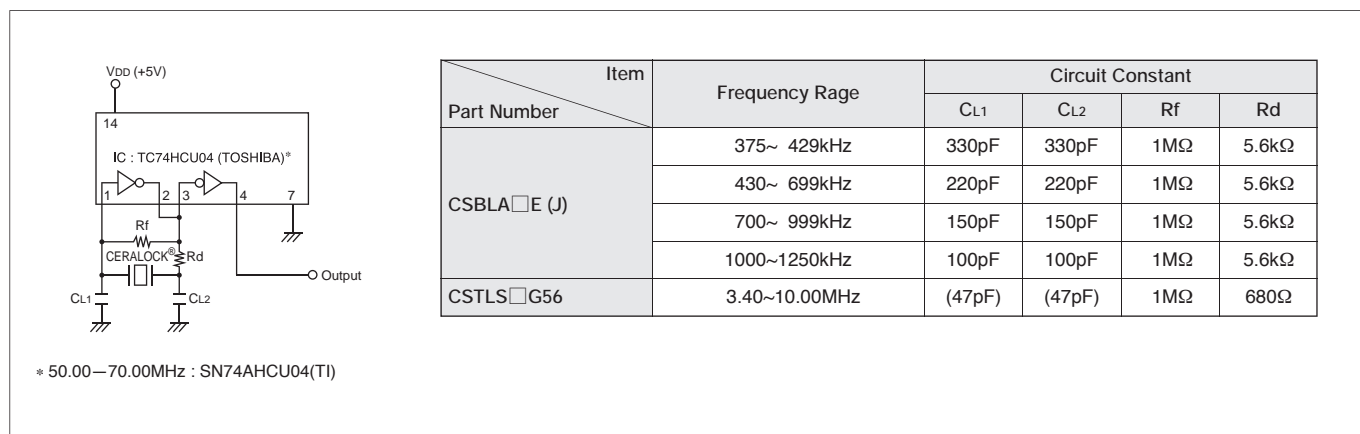 VDD (+5V)
14
IC : TC74HCU04 (TOSHIBA)*
1 2 3 4 7
Rf
CERALOCK® Rd
Output
CL1 CL2
* 50.00—70.00MHz : SN74AHCU04(TI)
Item
Part Number
Frequency Rage
Circuit Constant
CL1 CL2 Rf Rd
CSBLA□E (J)
375~ 429kHz 330pF 330pF 1MΩ 5.6kΩ
430~ 699kHz 220pF 220pF 1MΩ 5.6kΩ
700~ 999kHz 150pF 150pF 1MΩ 5.6kΩ
1000~1250kHz 100pF 100pF 1MΩ 5.6kΩ
CSTLS□G56 3.40~10.00MHz (47pF) (47pF) 1MΩ 680Ω